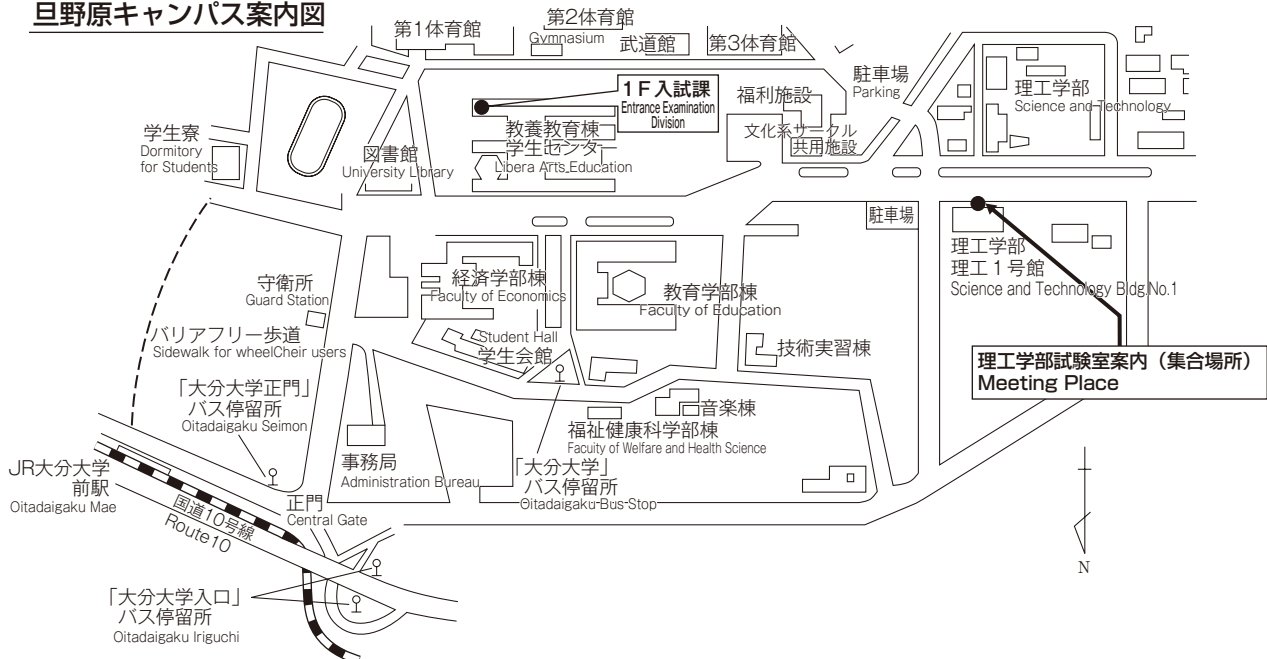 旦野原キャンパス案内図
第1体育館
第2体育館
Gymnasium
武道館
第3体育館
駐車場
Parking
理工学部
Science and Technology
1F入試課
Entrance Examination
Division
福利施設
文化系サークル
共用施設
学生寮
Dormitory
for Students
図書館
University Library
教養教育棟
学生センター
Libera Arts Education
駐車場
理工学部
理工1号館
Science and Technology Bldg.No.1
守衛所
Guard Station
経済学部棟
Faculty of Economics
教育学部棟
Faculty of Education
バリアフリー歩道
Sidewalk for wheelCheir users
Student Hall
学生会館
技術実習棟
理工学部試験室案内（集合場所）
Meeting Place
「大分大学正門」
バス停留所
Oitadaigaku Seimon
音楽棟
福祉健康科学部棟
Faculty of Welfare and Health Science
事務局
Administration Bureau
「大分大学」
バス停留所
Oitadaigaku Bus Stop
JR大分大学
前駅
Oitadaigaku Mae
国道10号線
Route10
正門
Central Gate
「大分大学入口」
バス停留所
Oitadaigaku Iriguchi
N